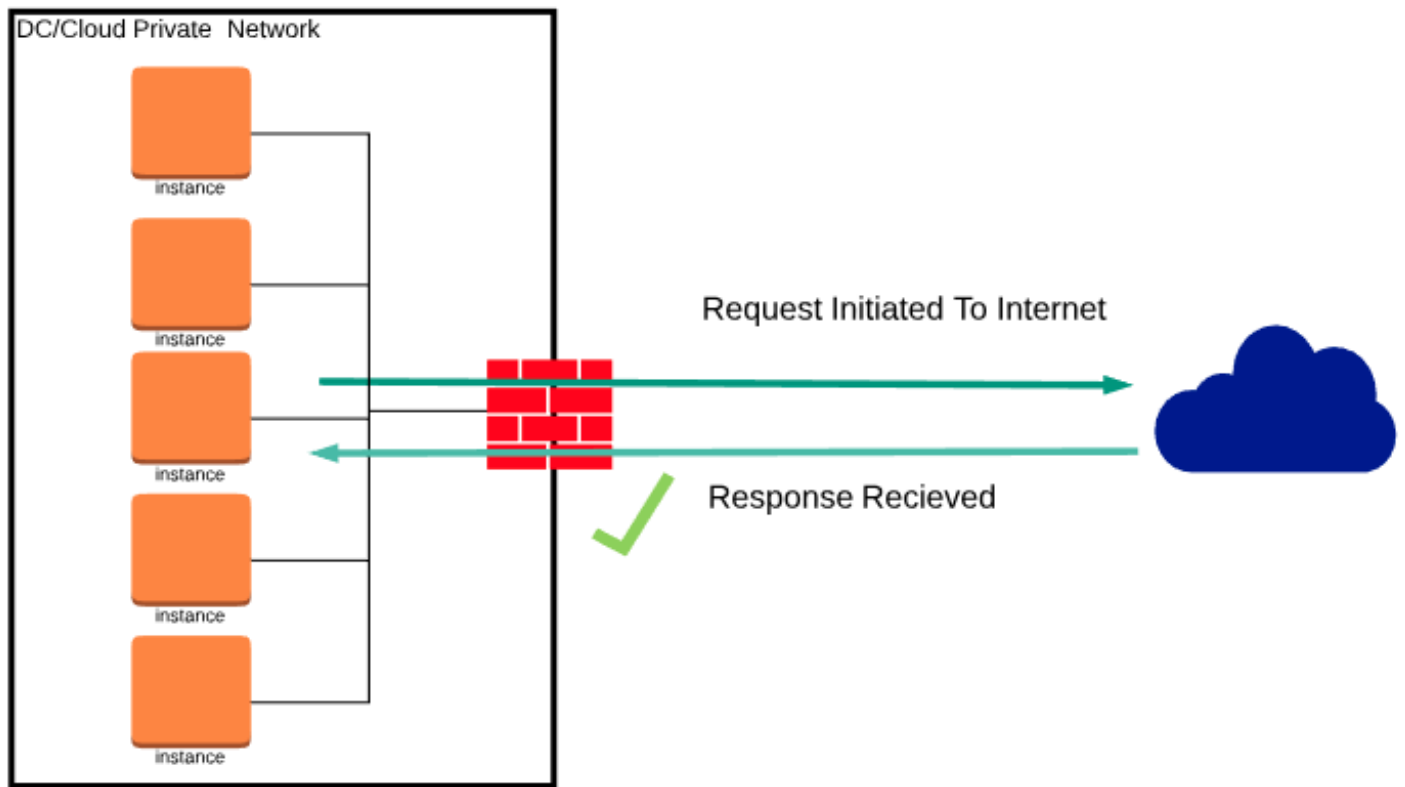 DC/Cloud Private Network
instance
instance
Request Initiated To Internet
instance
Response Recieved
instance
instance